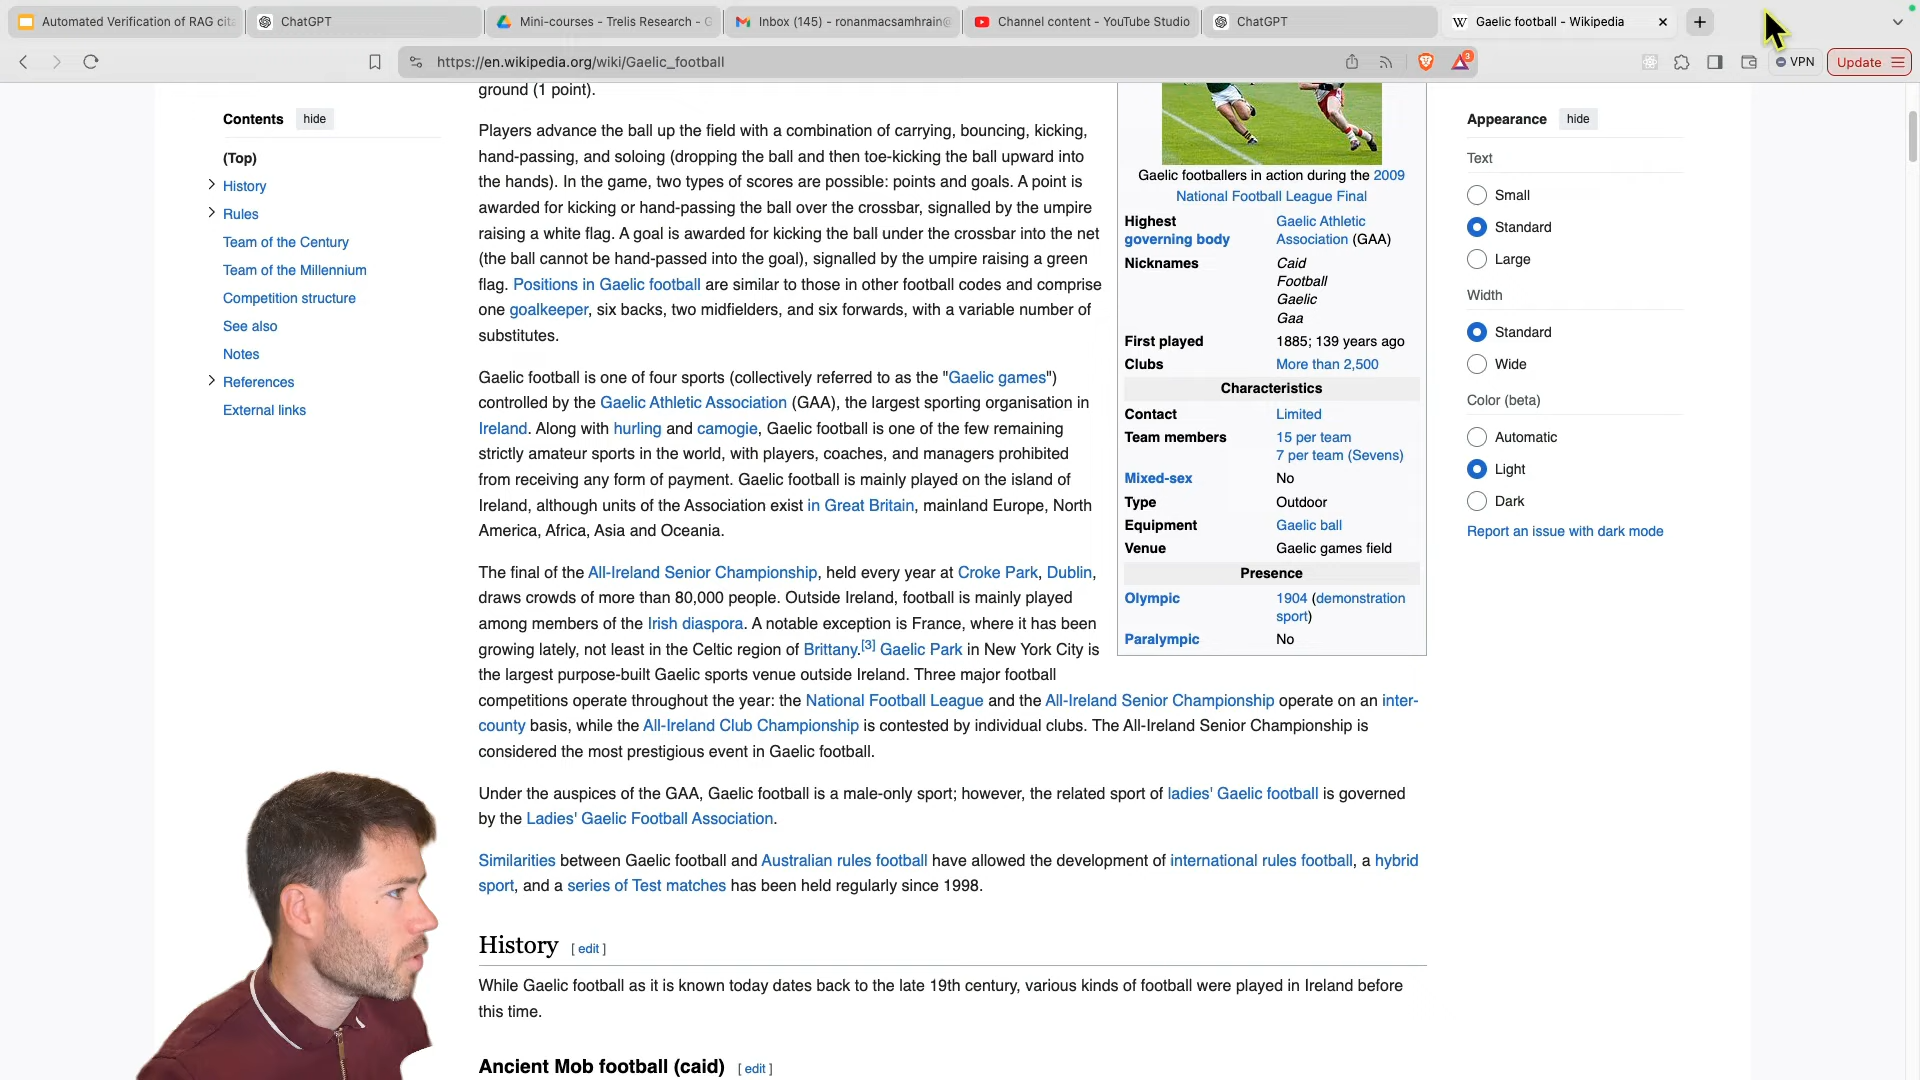 Automated Verification of RAG cita
ChatGPT
Mini-courses - Trelis Research - G
Inbox (145) - ronanmacsamhrain@
Channel content - YouTube Studio
ChatGPT
Gaelic football - Wikipedia
https://en.wikipedia.org/wiki/Gaelic_football
3
VPN
Update
Contents
hide
(Top)
History
Rules
Team of the Century
Team of the Millennium
Competition structure
See also
Notes
References
External links
ground (1 point).
Players advance the ball up the field with a combination of carrying, bouncing, kicking,
hand-passing, and soloing (dropping the ball and then toe-kicking the ball upward into
the hands). In the game, two types of scores are possible: points and goals. A point is
awarded for kicking or hand-passing the ball over the crossbar, signalled by the umpire
raising a white flag. A goal is awarded for kicking the ball under the crossbar into the net
(the ball cannot be hand-passed into the goal), signalled by the umpire raising a green
flag. Positions in Gaelic football are similar to those in other football codes and comprise
one goalkeeper, six backs, two midfielders, and six forwards, with a variable number of
substitutes.
Gaelic football is one of four sports (collectively referred to as the "Gaelic games")
controlled by the Gaelic Athletic Association (GAA), the largest sporting organisation in
Ireland. Along with hurling and camogie, Gaelic football is one of the few remaining
strictly amateur sports in the world, with players, coaches, and managers prohibited
from receiving any form of payment. Gaelic football is mainly played on the island of
Ireland, although units of the Association exist in Great Britain, mainland Europe, North
America, Africa, Asia and Oceania.
The final of the All-Ireland Senior Championship, held every year at Croke Park, Dublin,
draws crowds of more than 80,000 people. Outside Ireland, football is mainly played
among members of the Irish diaspora. A notable exception is France, where it has been
growing lately, not least in the Celtic region of Brittany.[3] Gaelic Park in New York City is
the largest purpose-built Gaelic sports venue outside Ireland. Three major football
competitions operate throughout the year: the National Football League and the All-Ireland Senior Championship operate on an inter-
county basis, while the All-Ireland Club Championship is contested by individual clubs. The All-Ireland Senior Championship is
considered the most prestigious event in Gaelic football.
Under the auspices of the GAA, Gaelic football is a male-only sport; however, the related sport of ladies' Gaelic football is governed
by the Ladies' Gaelic Football Association.
Similarities between Gaelic football and Australian rules football have allowed the development of international rules football, a hybrid
sport, and a series of Test matches has been held regularly since 1998.
History [ edit ]
While Gaelic football as it is known today dates back to the late 19th century, various kinds of football were played in Ireland before
this time.
Ancient Mob football (caid) [ edit ]
Gaelic footballers in action during the 2009
National Football League Final
Highest
governing body
Gaelic Athletic
Association (GAA)
Nicknames
Caid
Football
Gaelic
Gaa
First played 1885; 139 years ago
Clubs More than 2,500
Characteristics
Contact Limited
Team members 15 per team
7 per team (Sevens)
Mixed-sex No
Type Outdoor
Equipment Gaelic ball
Venue Gaelic games field
Presence
Olympic 1904 (demonstration
sport)
Paralympic No
Appearance
hide
Text
Small
Standard
Large
Width
Standard
Wide
Color (beta)
Automatic
Light
Dark
Report an issue with dark mode